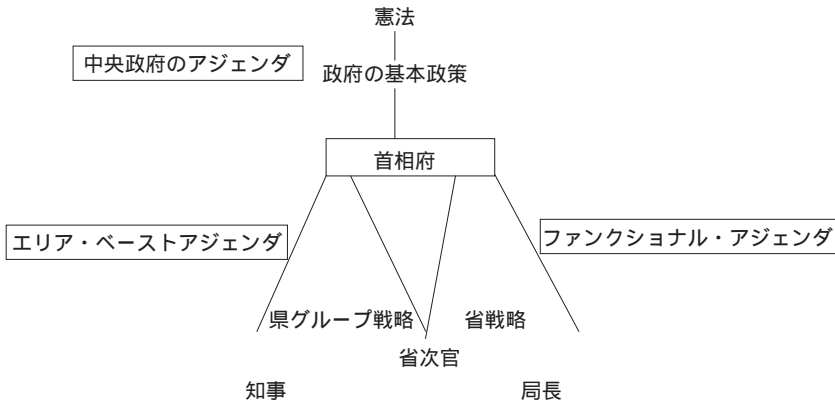 憲法
中央政府のアジェンダ
政府の基本政策
首相府
エリア・ベーストアジェンダ
ファンクショナル・アジェンダ
県グループ戦略
省戦略
省次官
知事
局長